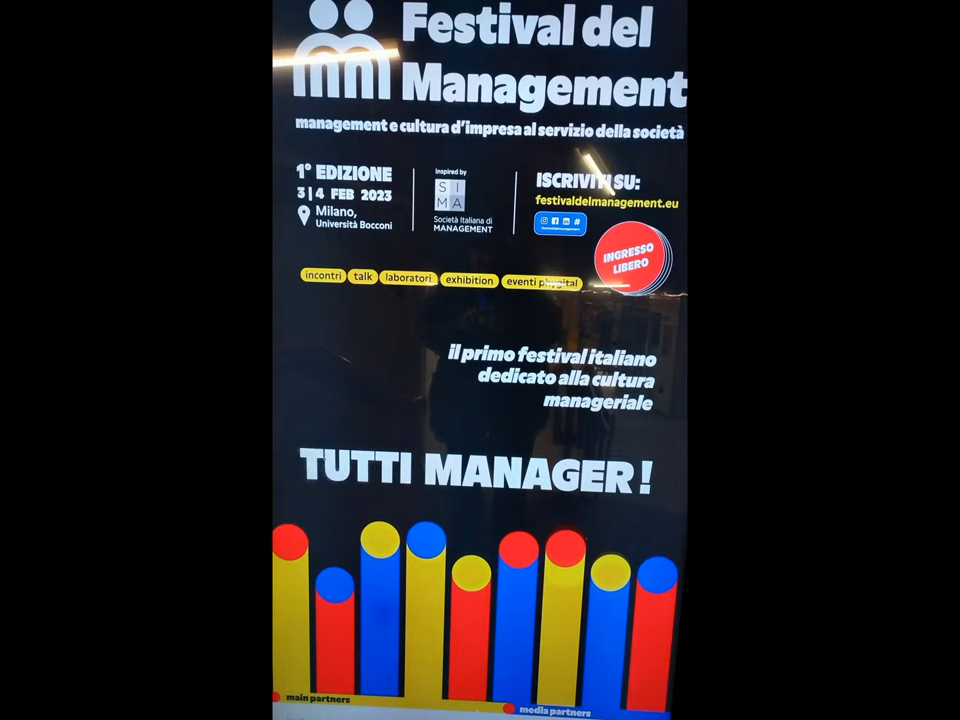 Festival del
Management
management e cultura d'impresa al servizio della società
1° EDIZIONE
3 | 4 FEB 2023
Milano,
Università Bocconi
inspired by
SI
MA
Società Italiana di
MANAGEMENT
ISCRIVITI SU:
festivaldelmanagement.eu
festivaldelmanagement
INGRESSO
LIBERO
incontri talk laboratori exhibition eventi phygital
il primo festival italiano
dedicato alla cultura
manageriale
TUTTI MANAGER!
main partners
media partners